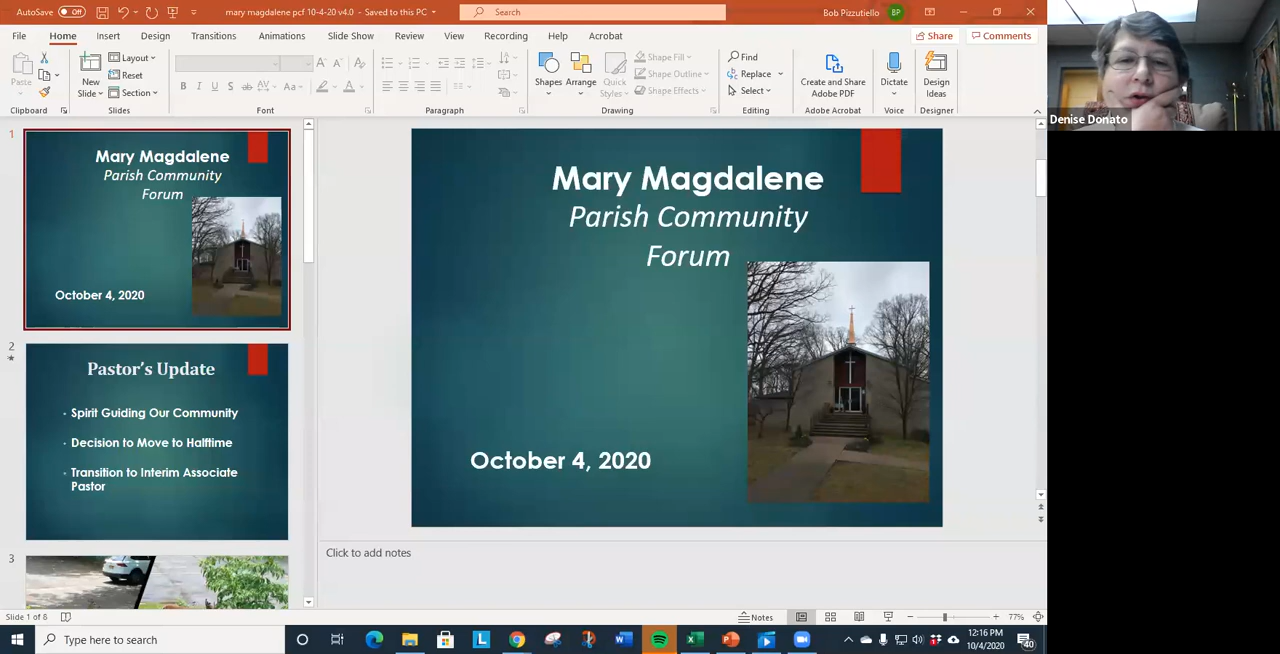 AutoSave Off
mary magdalene pcf 10-4-20 v4.0 - Saved to this PC
Search
Bob Pizzutiello BP
File Home Insert Design Transitions Animations Slide Show Recording Review View Help Acrobat
Share Comments
Paste
Clipboard
New
Slide
Layout
Reset
Section
Slides
B I U S ab AV Aa A
Font
Paragraph
Shapes
Arrange
Quick
Styles
Shape Fill
Shape Outline
Shape Effects
Drawing
Find
Replace
Select
Editing
Create and Share
Adobe PDF
Adobe Acrobat
Dictate
Voice
Design
Ideas
Designer
Denise Donato
1
Mary Magdalene
Parish Community
Forum
October 4, 2020
2
Pastor's Update
Spirit Guiding Our Community
Decision to Move to Halftime
Transition to Interim Associate
Pastor
3
Mary Magdalene
Parish Community
Forum
October 4, 2020
Click to add notes
Slide 1 of 8
Notes
77%
Type here to search
12:16 PM
10/4/2020
40